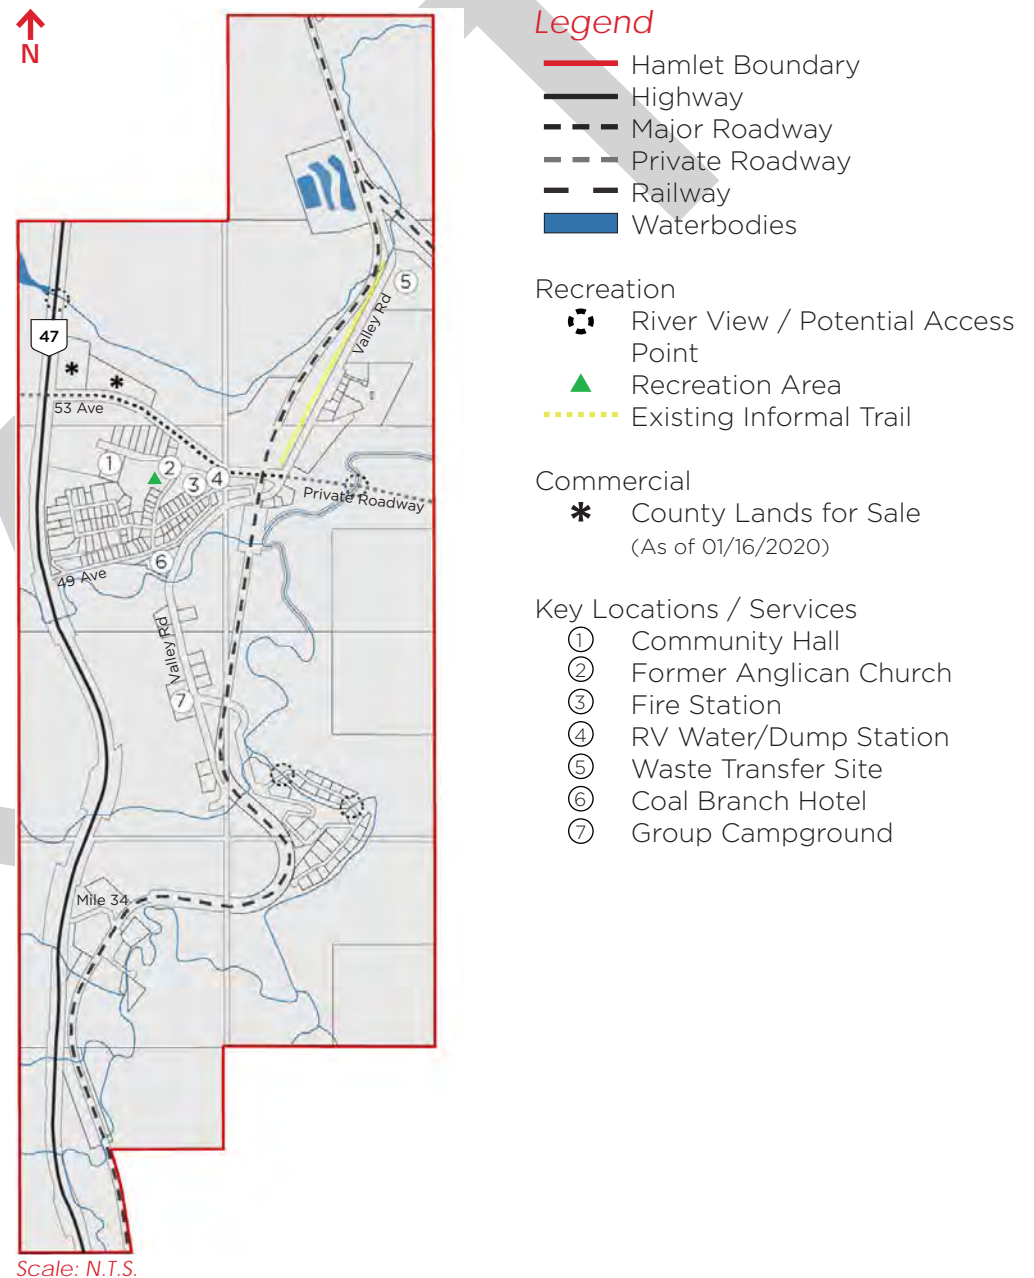 N
Legend
Hamlet Boundary
Highway
Major Roadway
Private Roadway
Railway
Waterbodies
Recreation
River View / Potential Access
Point
Recreation Area
Existing Informal Trail
Commercial
* County Lands for Sale
(As of 01/16/2020)
Key Locations / Services
1 Community Hall
2 Former Anglican Church
3 Fire Station
4 RV Water/Dump Station
5 Waste Transfer Site
6 Coal Branch Hotel
7 Group Campground
5
Valley Rd
47
*
*
53 Ave
1
2
3
4
Private Roadway
6
49 Ave
Valley Rd
7
Mile 34
Scale: N.T.S.